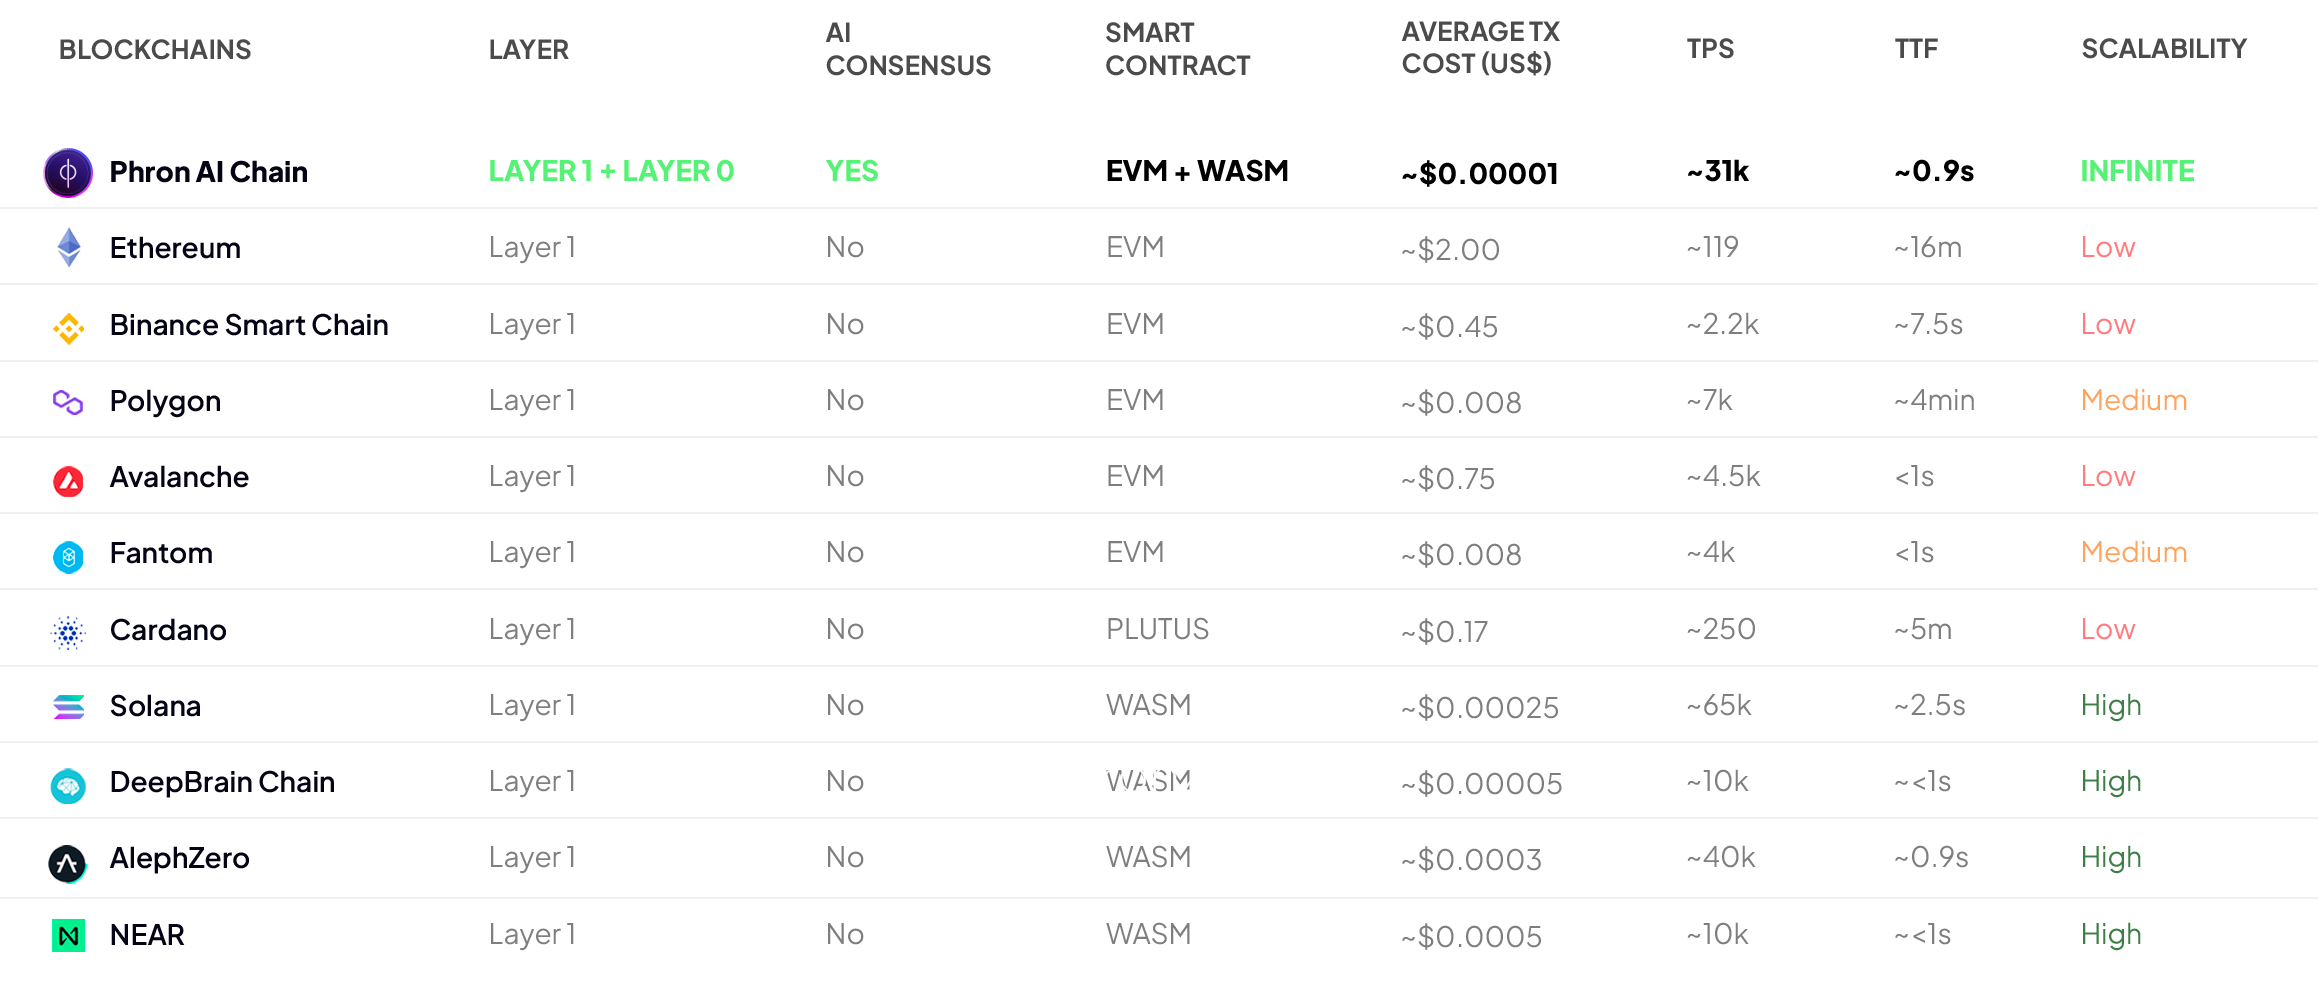 BLOCKCHAINS LAYER AI CONSENSUS SMART CONTRACT AVERAGE TX COST (US$) TPS TTF SCALABILITY
Phron AI Chain LAYER 1 + LAYER 0 YES EVM + WASM ~$0.00001 ~31k ~0.9s INFINITE
Ethereum Layer 1 No EVM ~$2.00 ~119 ~16m Low
Binance Smart Chain Layer 1 No EVM ~$0.45 ~2.2k ~7.5s Low
Polygon Layer 1 No EVM ~$0.008 ~7k ~4min Medium
Avalanche Layer 1 No EVM ~$0.75 ~4.5k <1s Low
Fantom Layer 1 No EVM ~$0.008 ~4k <1s Medium
Cardano Layer 1 No PLUTUS ~$0.17 ~250 ~5m Low
Solana Layer 1 No WASM ~$0.00025 ~65k ~2.5s High
DeepBrain Chain Layer 1 No WASM ~$0.00005 ~10k ~<1s High
AlephZero Layer 1 No WASM ~$0.0003 ~40k ~0.9s High
NEAR Layer 1 No WASM ~$0.0005 ~10k ~<1s High